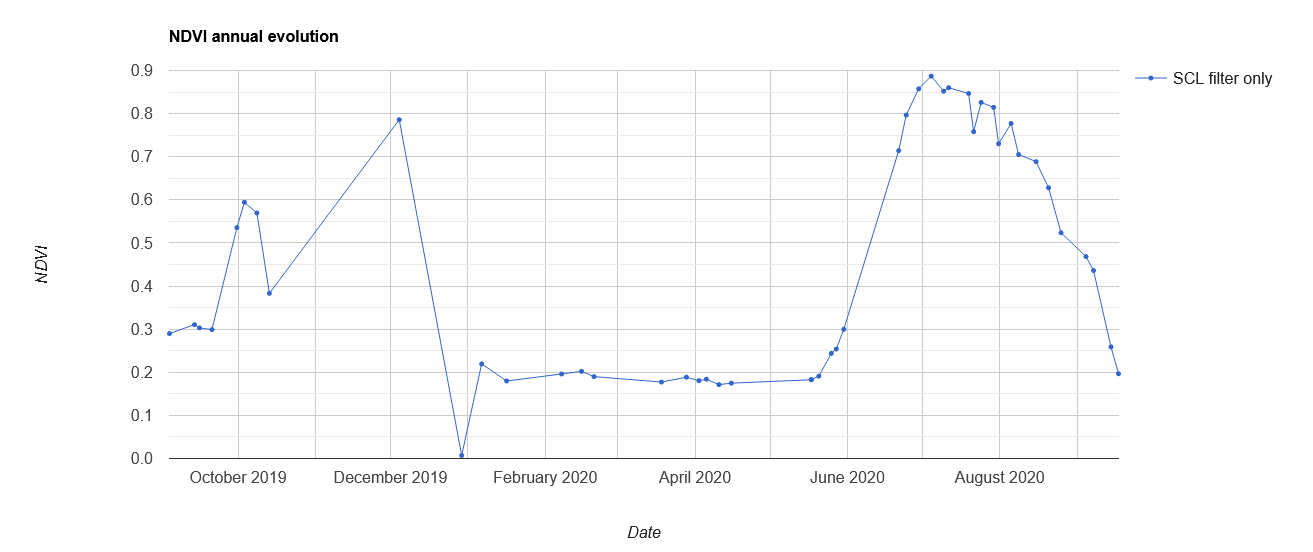 NDVI annual evolution
SCL filter only
0.9
0.8
0.7
0.6
0.5
0.4
0.3
0.2
0.1
0.0
NDVI
October 2019 December 2019 February 2020 April 2020 June 2020 August 2020
Date